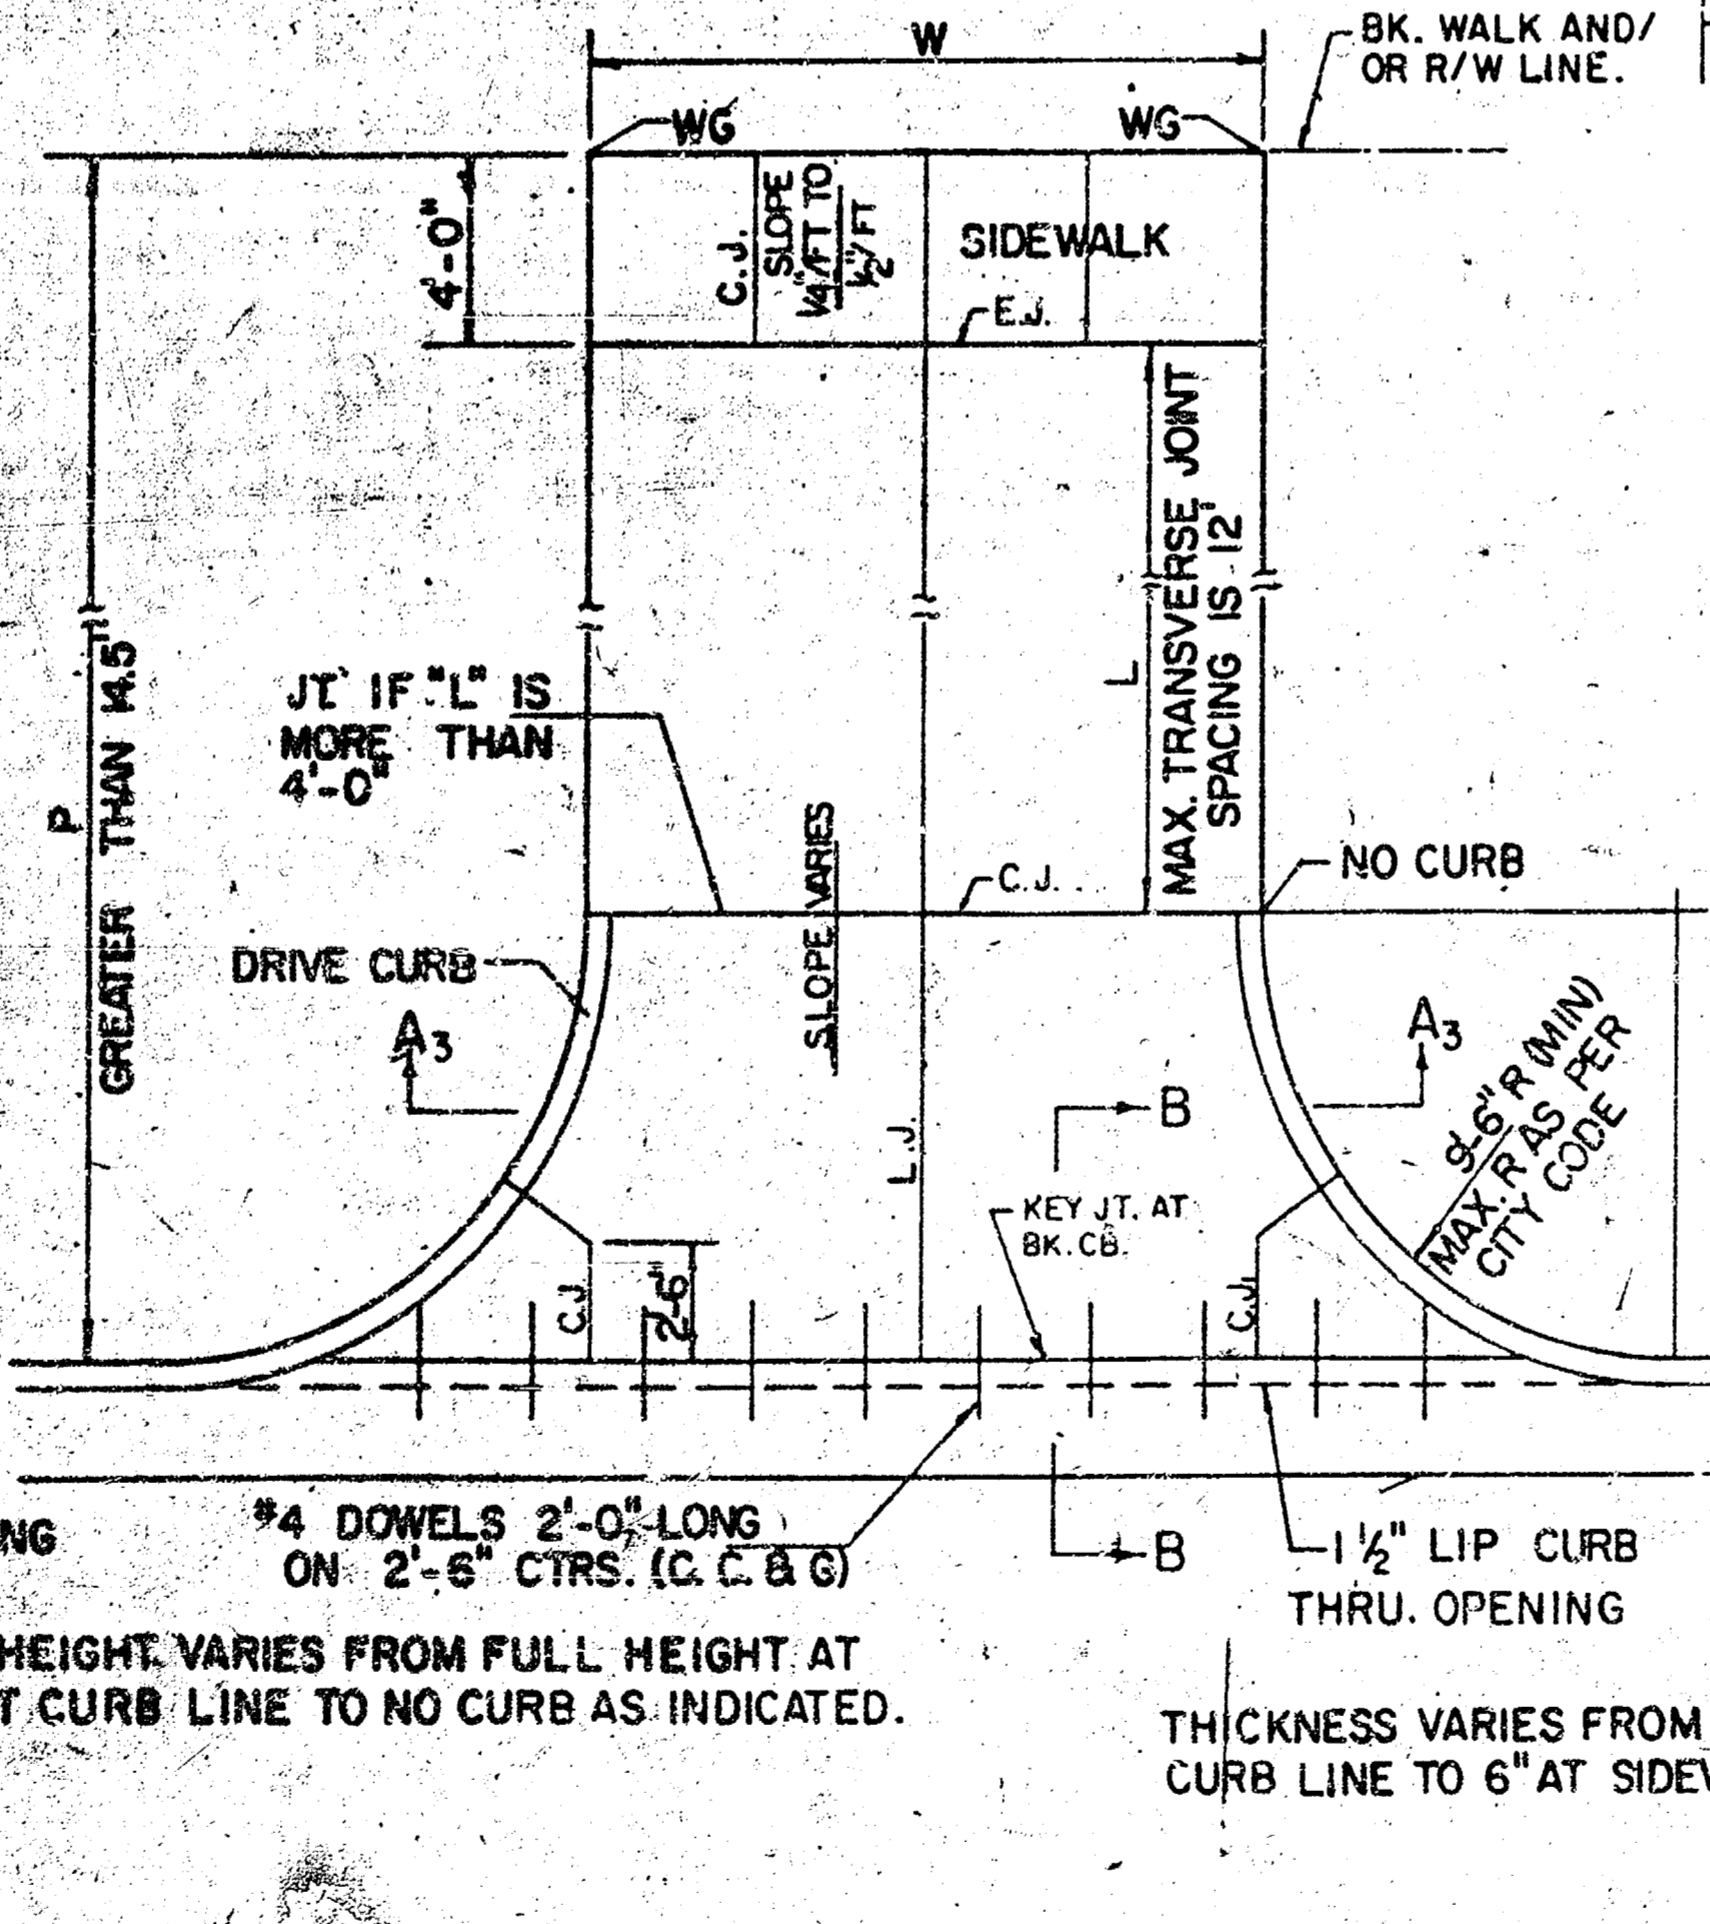 W
BK. WALK AND/
OR R/W LINE.
WG
WG
4'-0"
C.J.
SLOPE
1/4"/FT TO
1/2"/FT
SIDEWALK
E.J.
P
GREATER THAN 14.5'
JT. IF "L" IS
MORE THAN
4'-0"
L
MAX. TRANSVERSE JOINT
SPACING IS 12'
SLOPE VARIES
C.J.
NO CURB
DRIVE CURB
A3
A3
9'-6" R (MIN)
MAX. R AS PER
CITY CODE
B
L.J.
KEY JT. AT
BK. CB.
C.J.
2'-6"
C.J.
NG
#4 DOWELS 2'-0" LONG
ON 2'-6" CTRS. (C. C. & G)
B
1 1/2" LIP CURB
THRU. OPENING
HEIGHT VARIES FROM FULL HEIGHT AT
T CURB LINE TO NO CURB AS INDICATED.
THICKNESS VARIES FROM
CURB LINE TO 6" AT SIDEW